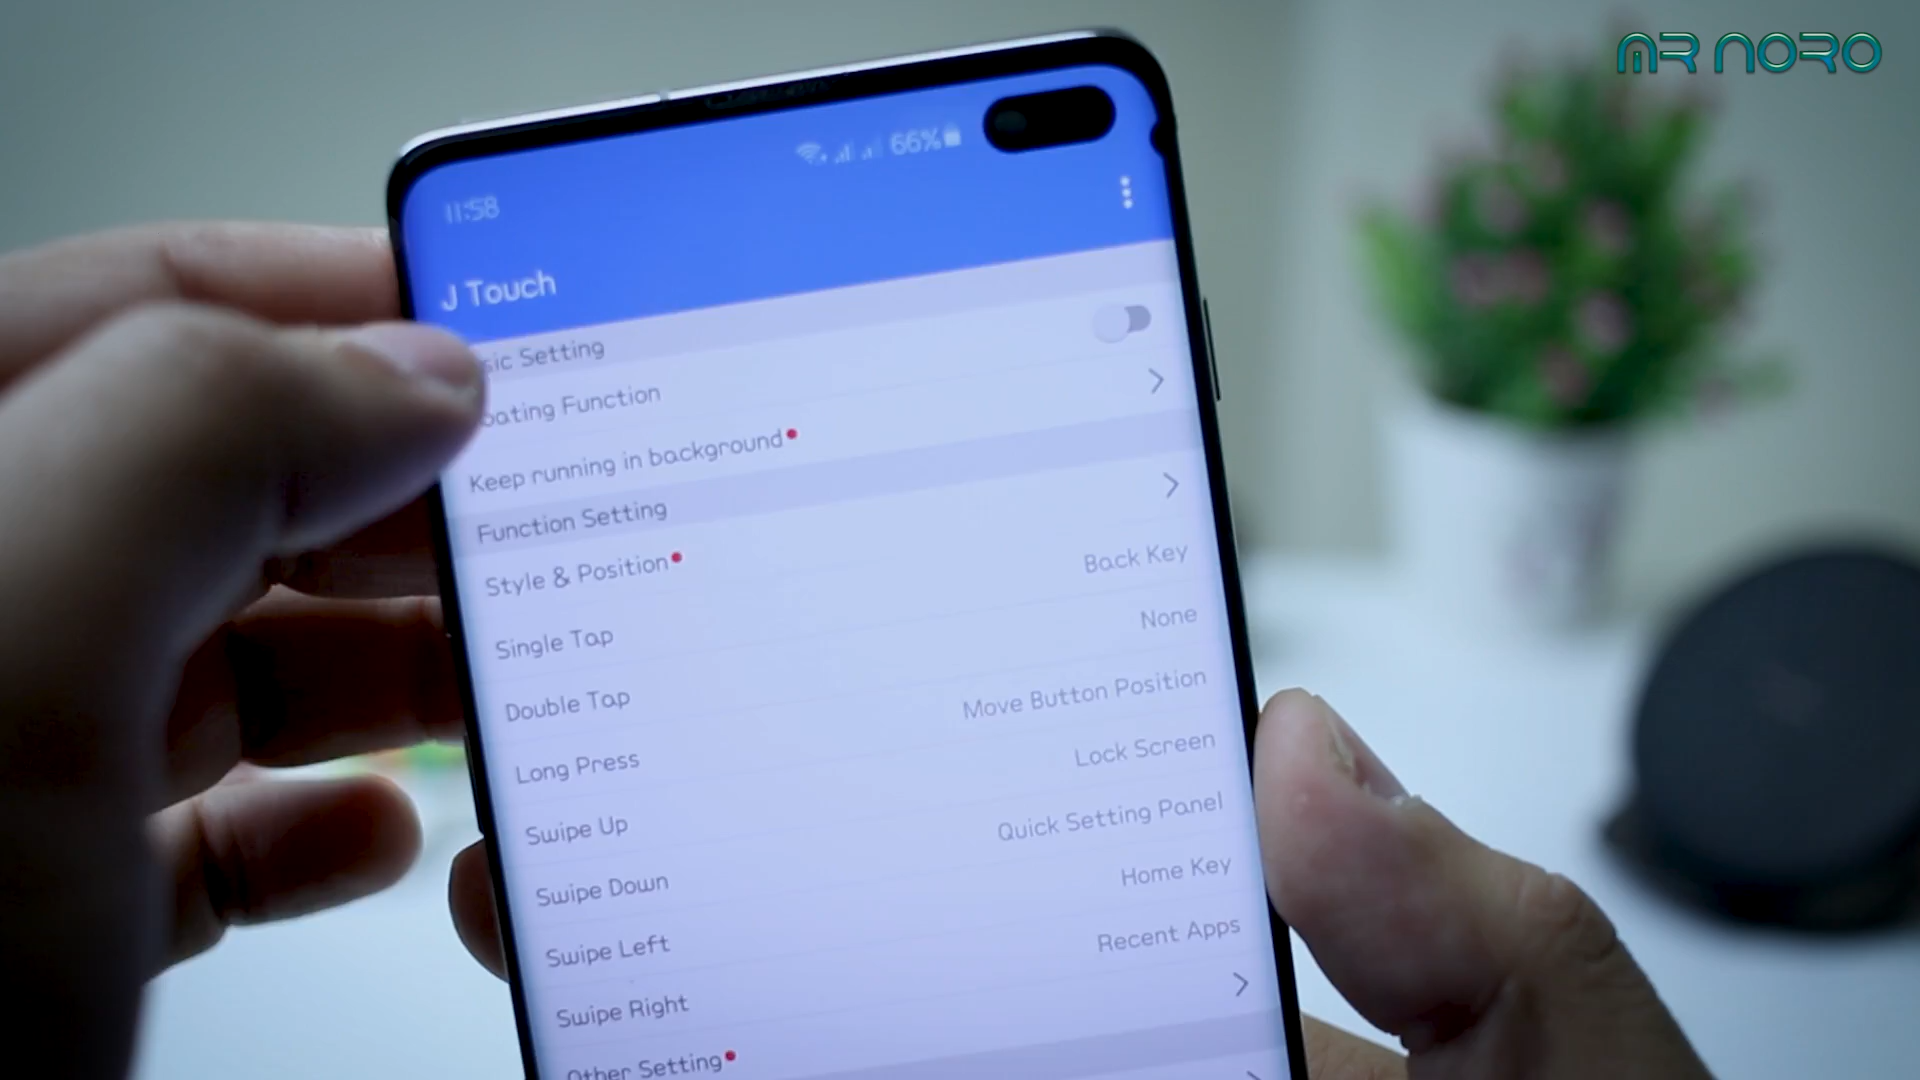 MR NORO
66%
11:58
J Touch
sic Setting
oating Function
Keep running in background
Function Setting
Style & Position
Single Tap Back Key
Double Tap None
Long Press Move Button Position
Swipe Up Lock Screen
Swipe Down Quick Setting Panel
Swipe Left Home Key
Swipe Right Recent Apps
Other Setting